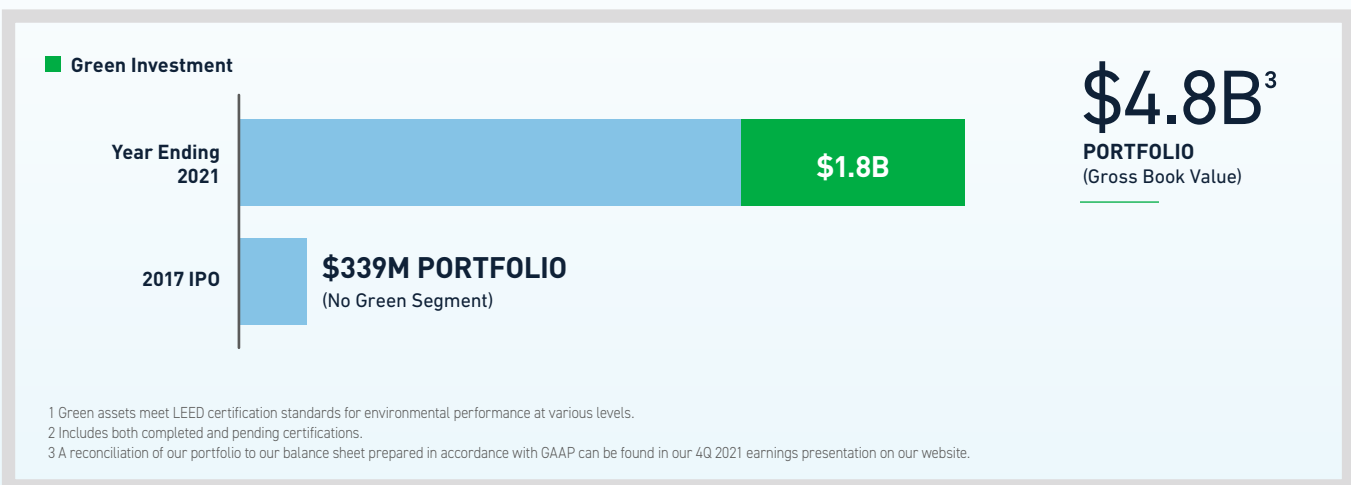 Green Investment
$4.8B³
PORTFOLIO
(Gross Book Value)
Year Ending
2021
$1.8B
2017 IPO
$339M PORTFOLIO
(No Green Segment)
1 Green assets meet LEED certification standards for environmental performance at various levels.
2 Includes both completed and pending certifications.
3 A reconciliation of our portfolio to our balance sheet prepared in accordance with GAAP can be found in our 4Q 2021 earnings presentation on our website.